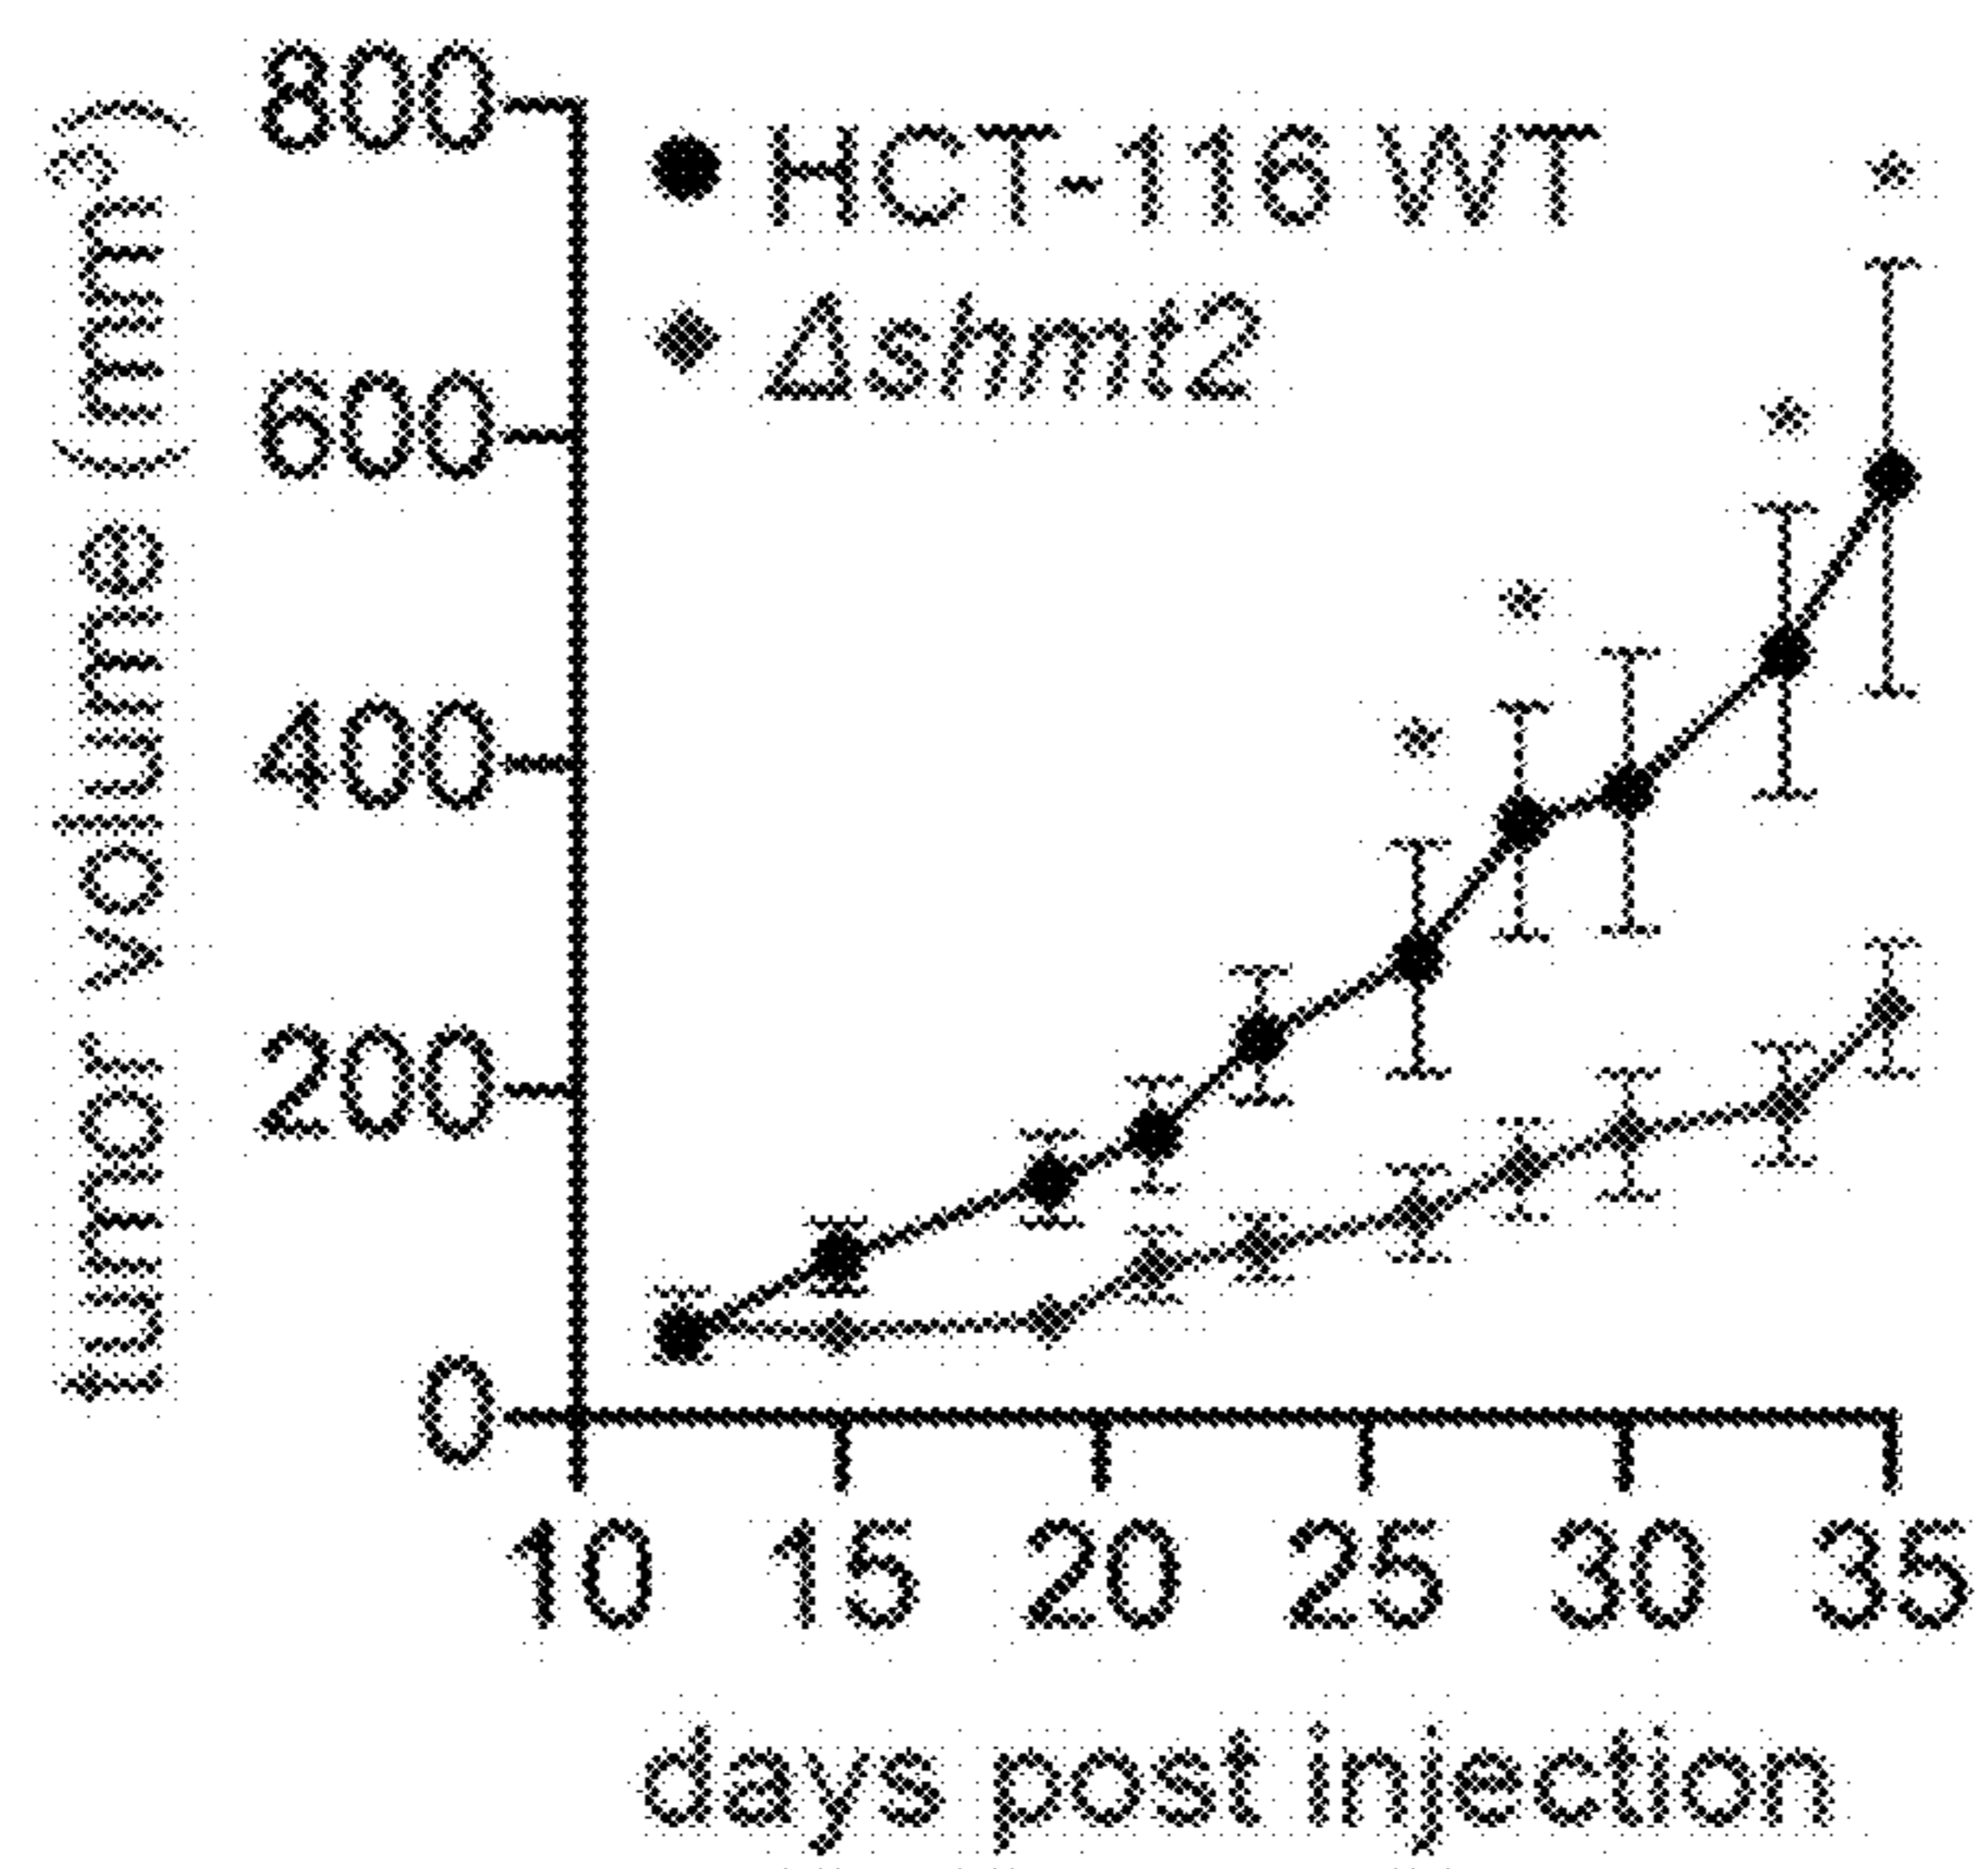 tumor volume (mm³)
800
600
400
200
0
HCT-116 WT
Δshmt2
*
*
*
*
10 15 20 25 30 35
days post injection